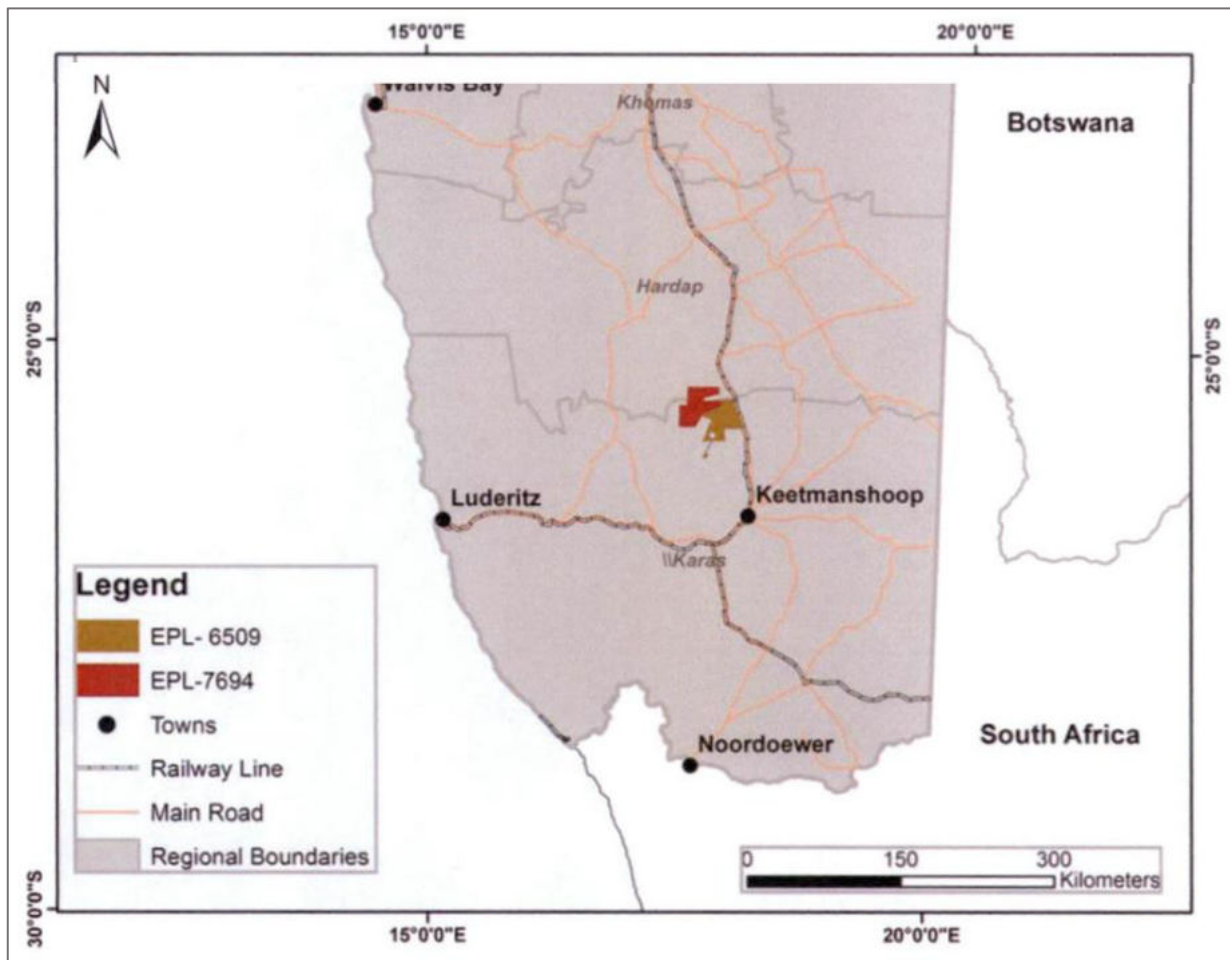 15°0'0"E
20°0'0"E
N
Walvis Bay
Khomas
Botswana
Hardap
25°0'0"S
25°0'0"S
Luderitz
Keetmanshoop
\\Karas
Legend
EPL- 6509
EPL-7694
Towns
Railway Line
Main Road
Regional Boundaries
Noordoewer
South Africa
0 150 300
Kilometers
30°0'0"S
15°0'0"E
20°0'0"E